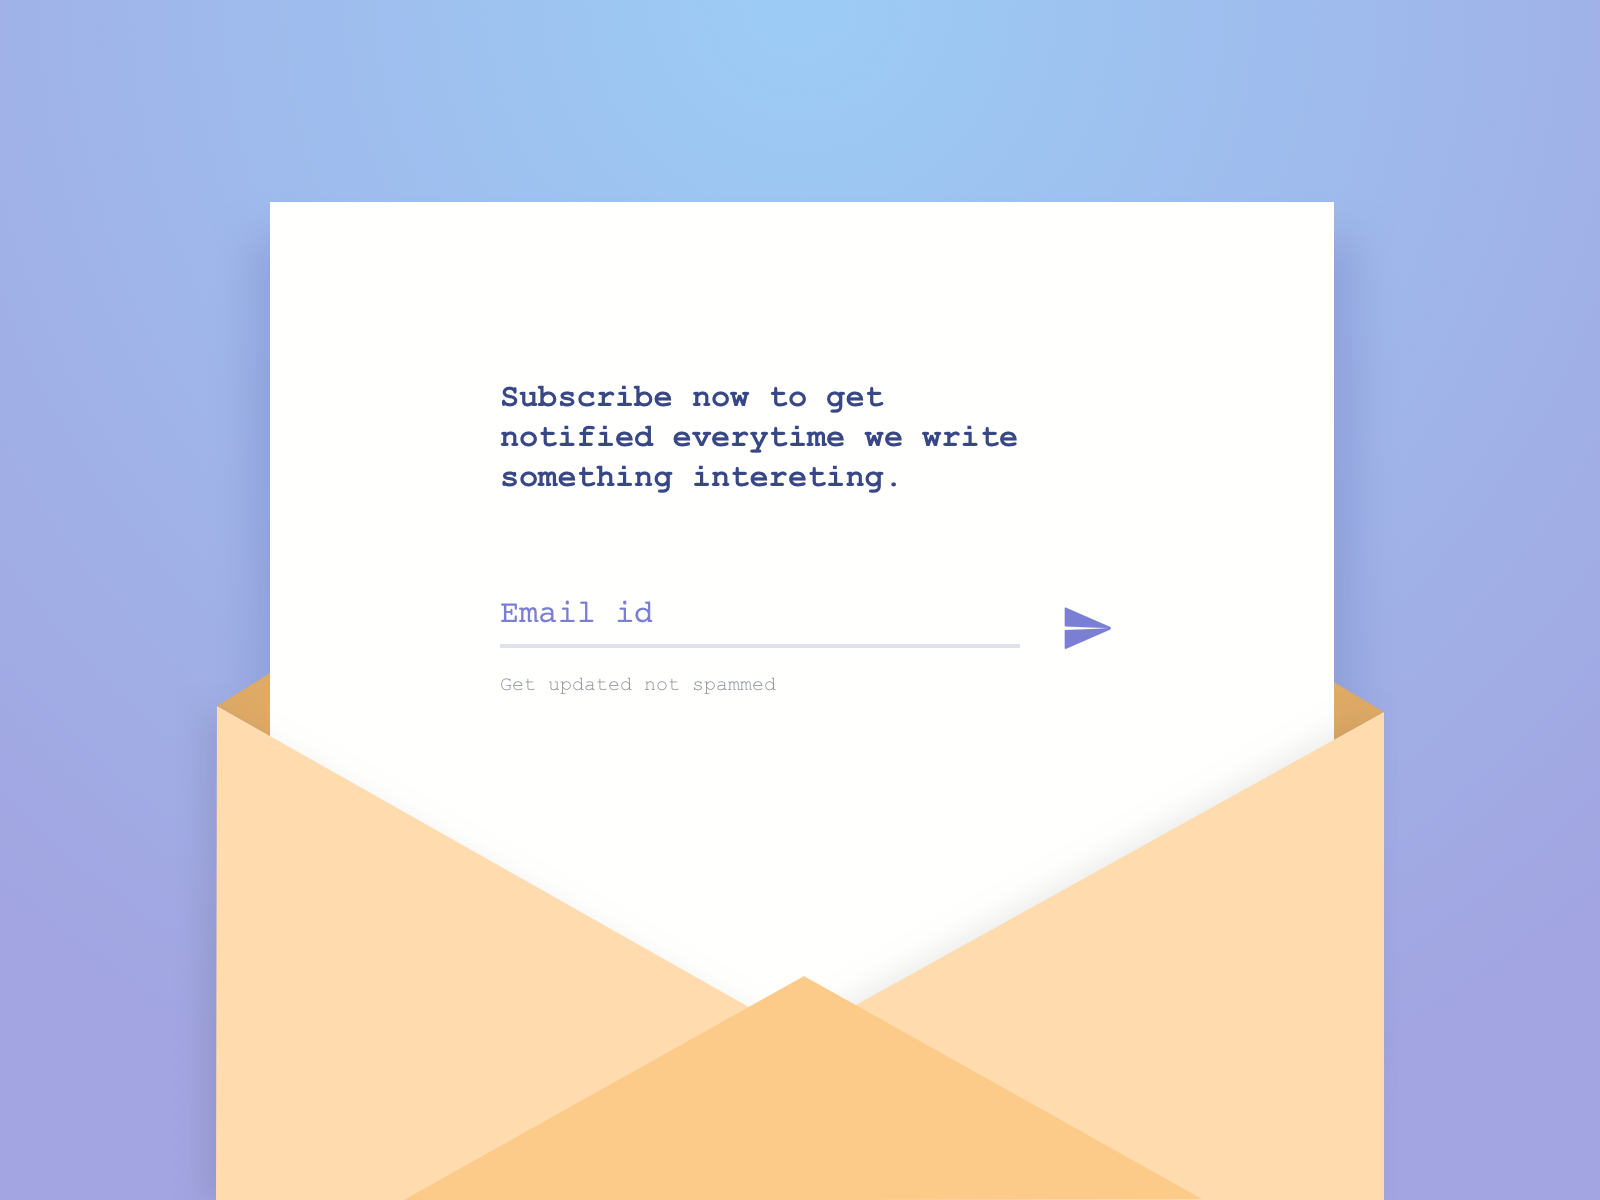 Subscribe now to get
notified everytime we write
something intereting.
Email id
Get updated not spammed